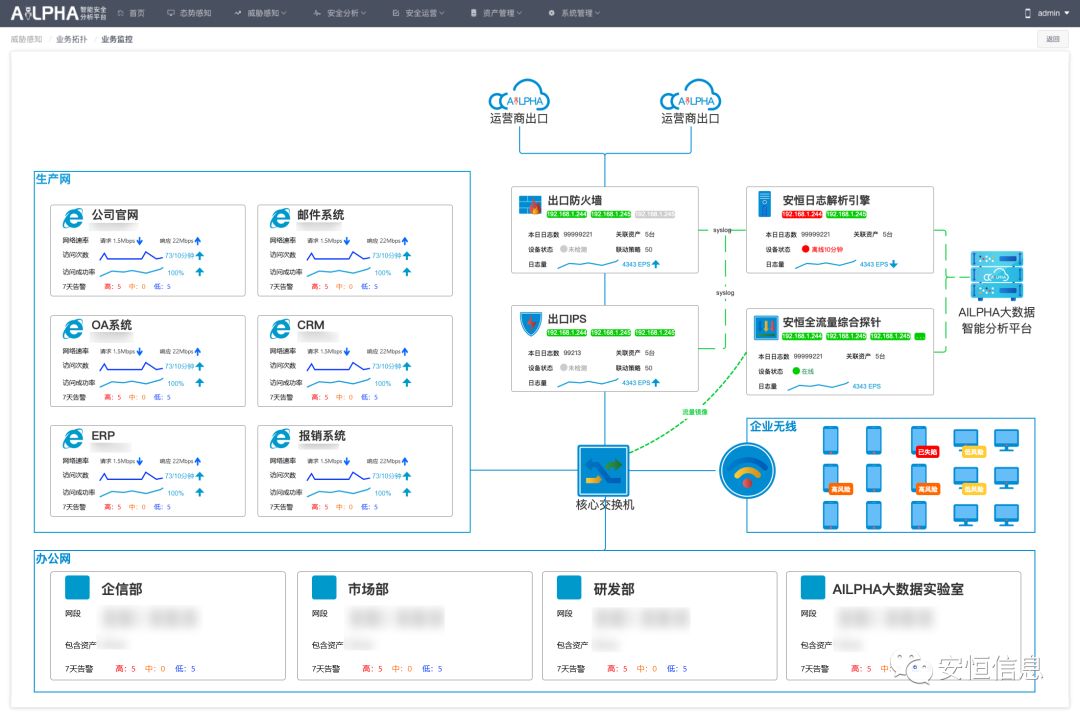 AiLPHA 智能安全分析平台 首页 态势感知 威胁感知 安全分析 安全运营 资产管理 系统管理 admin
威胁感知 / 业务拓扑 / 业务监控 返回
AiLPHA AiLPHA
运营商出口 运营商出口
生产网
公司官网
网络速率 请求 1.5Mbps 响应 22Mbps
访问次数 73/10分钟
访问成功率 100%
7天告警 高：5 中：0 低：5
邮件系统
网络速率 请求 1.5Mbps 响应 22Mbps
访问次数 73/10分钟
访问成功率 100%
7天告警 高：5 中：0 低：5
OA系统
网络速率 请求 1.5Mbps 响应 22Mbps
访问次数 73/10分钟
访问成功率 100%
7天告警 高：5 中：0 低：5
CRM
网络速率 请求 1.5Mbps 响应 22Mbps
访问次数 73/10分钟
访问成功率 100%
7天告警 高：5 中：0 低：5
ERP
网络速率 请求 1.5Mbps 响应 22Mbps
访问次数 73/10分钟
访问成功率 100%
7天告警 高：5 中：0 低：5
报销系统
网络速率 请求 1.5Mbps 响应 22Mbps
访问次数 73/10分钟
访问成功率 100%
7天告警 高：5 中：0 低：5
出口防火墙
192.168.1.244 192.168.1.245 192.168.1.245
本日日志数 99999221 关联资产 5台
设备状态 未检测 联动策略 50
日志量 4343 EPS
syslog
安恒日志解析引擎
192.168.1.244 192.168.1.245
本日日志数 99999221 关联资产 5台
设备状态 离线10分钟
日志量 4343 EPS
syslog
出口IPS
192.168.1.244 192.168.1.245 192.168.1.245
本日日志数 99213 关联资产 5台
设备状态 未检测 联动策略 50
日志量 4343 EPS
安恒全流量综合探针
192.168.1.244 192.168.1.245 192.168.1.245
本日日志数 99999221 关联资产 5台
设备状态 在线
日志量 4343 EPS
AiLPHA
AILPHA大数据
智能分析平台
流量镜像
核心交换机
企业无线
已失陷 低风险
高风险 高风险 低风险
办公网
企信部
网段
包含资产
7天告警 高：5 中：0 低：5
市场部
网段
包含资产
7天告警 高：5 中：0 低：5
研发部
网段
包含资产
7天告警 高：5 中：0 低：5
AILPHA大数据实验室
网段
包含资产
7天告警 高：5 中：
安恒信息